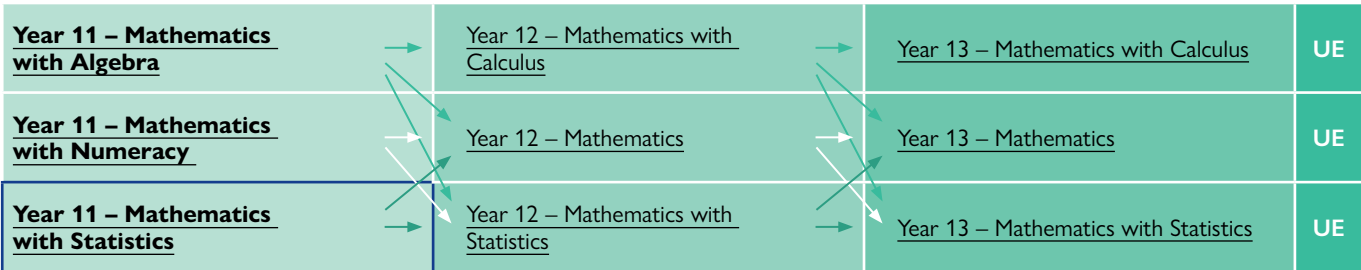 Year 11 – Mathematics
with Algebra
Year 12 – Mathematics with
Calculus
Year 13 – Mathematics with Calculus
UE
Year 11 – Mathematics
with Numeracy
Year 12 – Mathematics
Year 13 – Mathematics
UE
Year 11 – Mathematics
with Statistics
Year 12 – Mathematics with
Statistics
Year 13 – Mathematics with Statistics
UE